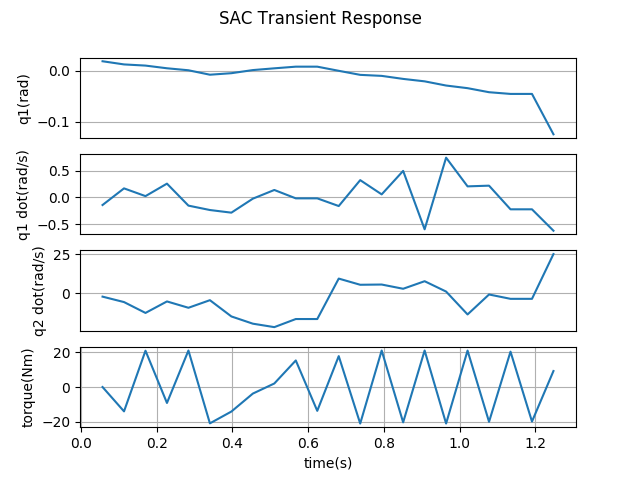 SAC Transient Response
0.0
−0.1
q1(rad)
0.5
0.0
−0.5
q1 dot(rad/s)
25
0
q2 dot(rad/s)
20
0
−20
torque(Nm)
0.0 0.2 0.4 0.6 0.8 1.0 1.2
time(s)